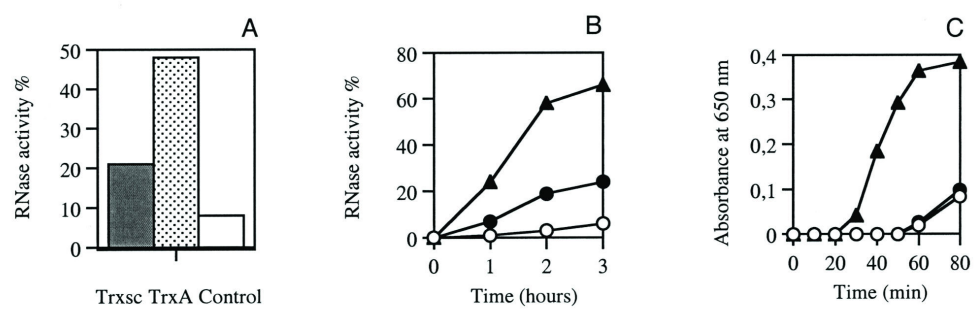 A
RNase activity %
50
40
30
20
10
0
Trxsc TrxA Control
B
RNase activity %
80
60
40
20
0
0 1 2 3
Time (hours)
C
Absorbance at 650 nm
0,4
0,3
0,2
0,1
0
0 20 40 60 80
Time (min)